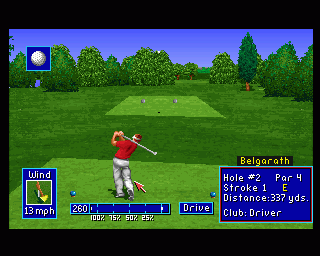 Belgarath
Wind
13 mph
260
100% 75% 50% 25%
Drive
Hole #2 Par 4
Stroke 1 E
Distance:337 yds.
Club: Driver